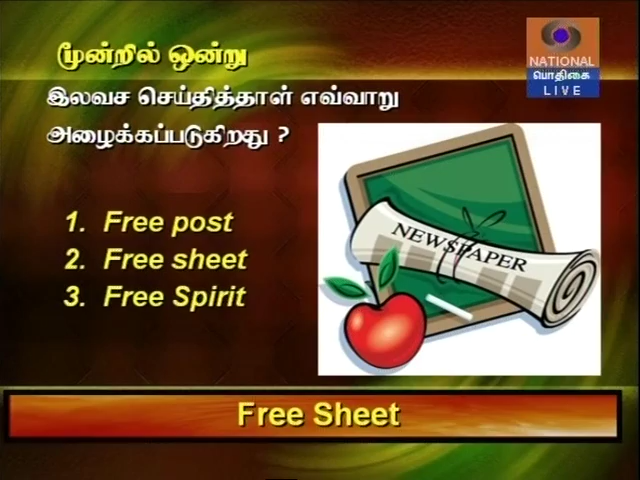 மூன்றில் ஒன்று
NATIONAL
பொதிகை
LIVE
இலவச செய்தித்தாள் எவ்வாறு
அழைக்கப்படுகிறது ?
NEWSPAPER
1. Free post
2. Free sheet
3. Free Spirit
Free Sheet